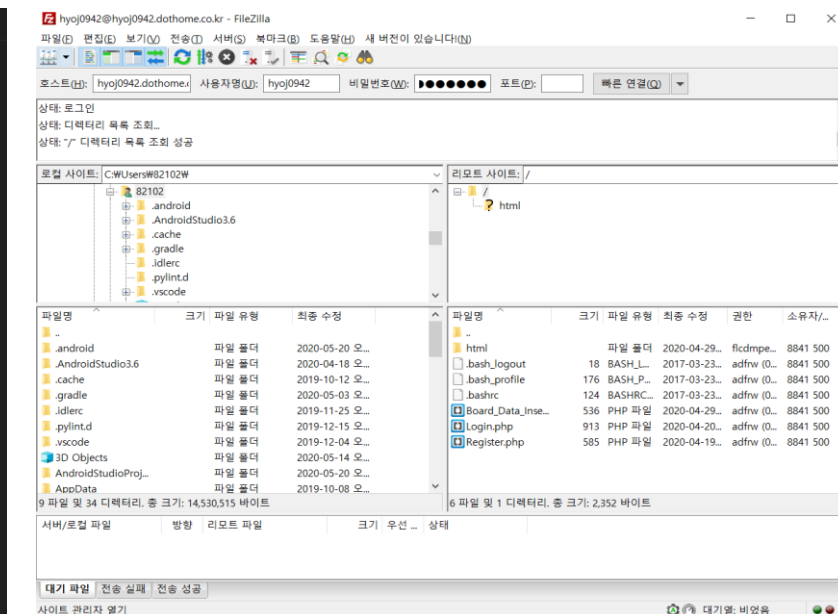 hyoj0942@hyoj0942.dothome.co.kr - FileZilla
파일(F) 편집(E) 보기(V) 전송(T) 서버(S) 북마크(B) 도움말(H) 새 버전이 있습니다!(N)
호스트(H): hyoj0942.dothome.c 사용자명(U): hyoj0942 비밀번호(W): ●●●●●●● 포트(P): 빠른 연결(Q)
상태: 로그인
상태: 디렉터리 목록 조회...
상태: "/" 디렉터리 목록 조회 성공
로컬 사이트: C:₩Users₩82102₩
82102
.android
.AndroidStudio3.6
.cache
.gradle
.idlerc
.pylint.d
.vscode
리모트 사이트: /
/
html
파일명 크기 파일 유형 최종 수정
..
.android 파일 폴더 2020-05-20 오...
.AndroidStudio3.6 파일 폴더 2020-04-18 오...
.cache 파일 폴더 2019-10-12 오...
.gradle 파일 폴더 2020-05-03 오...
.idlerc 파일 폴더 2019-11-25 오...
.pylint.d 파일 폴더 2019-12-15 오...
.vscode 파일 폴더 2019-12-04 오...
3D Objects 파일 폴더 2020-05-14 오...
AndroidStudioProj... 파일 폴더 2020-05-20 오...
AppData 파일 폴더 2019-10-08 오...
9 파일 및 34 디렉터리. 총 크기: 14,530,515 바이트
파일명 크기 파일 유형 최종 수정 권한 소유자/...
..
html 파일 폴더 2020-04-29... flcdmpe... 8841 500
.bash_logout 18 BASH_L... 2017-03-23... adfrw (0... 8841 500
.bash_profile 176 BASH_P... 2017-03-23... adfrw (0... 8841 500
.bashrc 124 BASHRC... 2017-03-23... adfrw (0... 8841 500
Board_Data_Inse... 536 PHP 파일 2020-04-29... adfrw (0... 8841 500
Login.php 913 PHP 파일 2020-04-20... adfrw (0... 8841 500
Register.php 585 PHP 파일 2020-04-19... adfrw (0... 8841 500
6 파일 및 1 디렉터리. 총 크기: 2,352 바이트
서버/로컬 파일 방향 리모트 파일 크기 우선 ... 상태
대기 파일 전송 실패 전송 성공
사이트 관리자 열기 대기열: 비었음